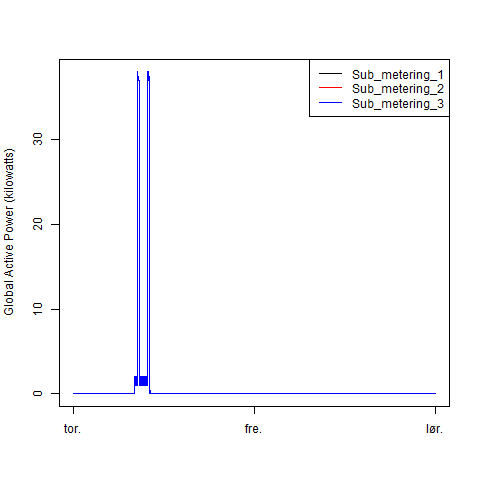 Sub_metering_1
Sub_metering_2
Sub_metering_3
Global Active Power (kilowatts)
30
20
10
0
tor. fre. lør.